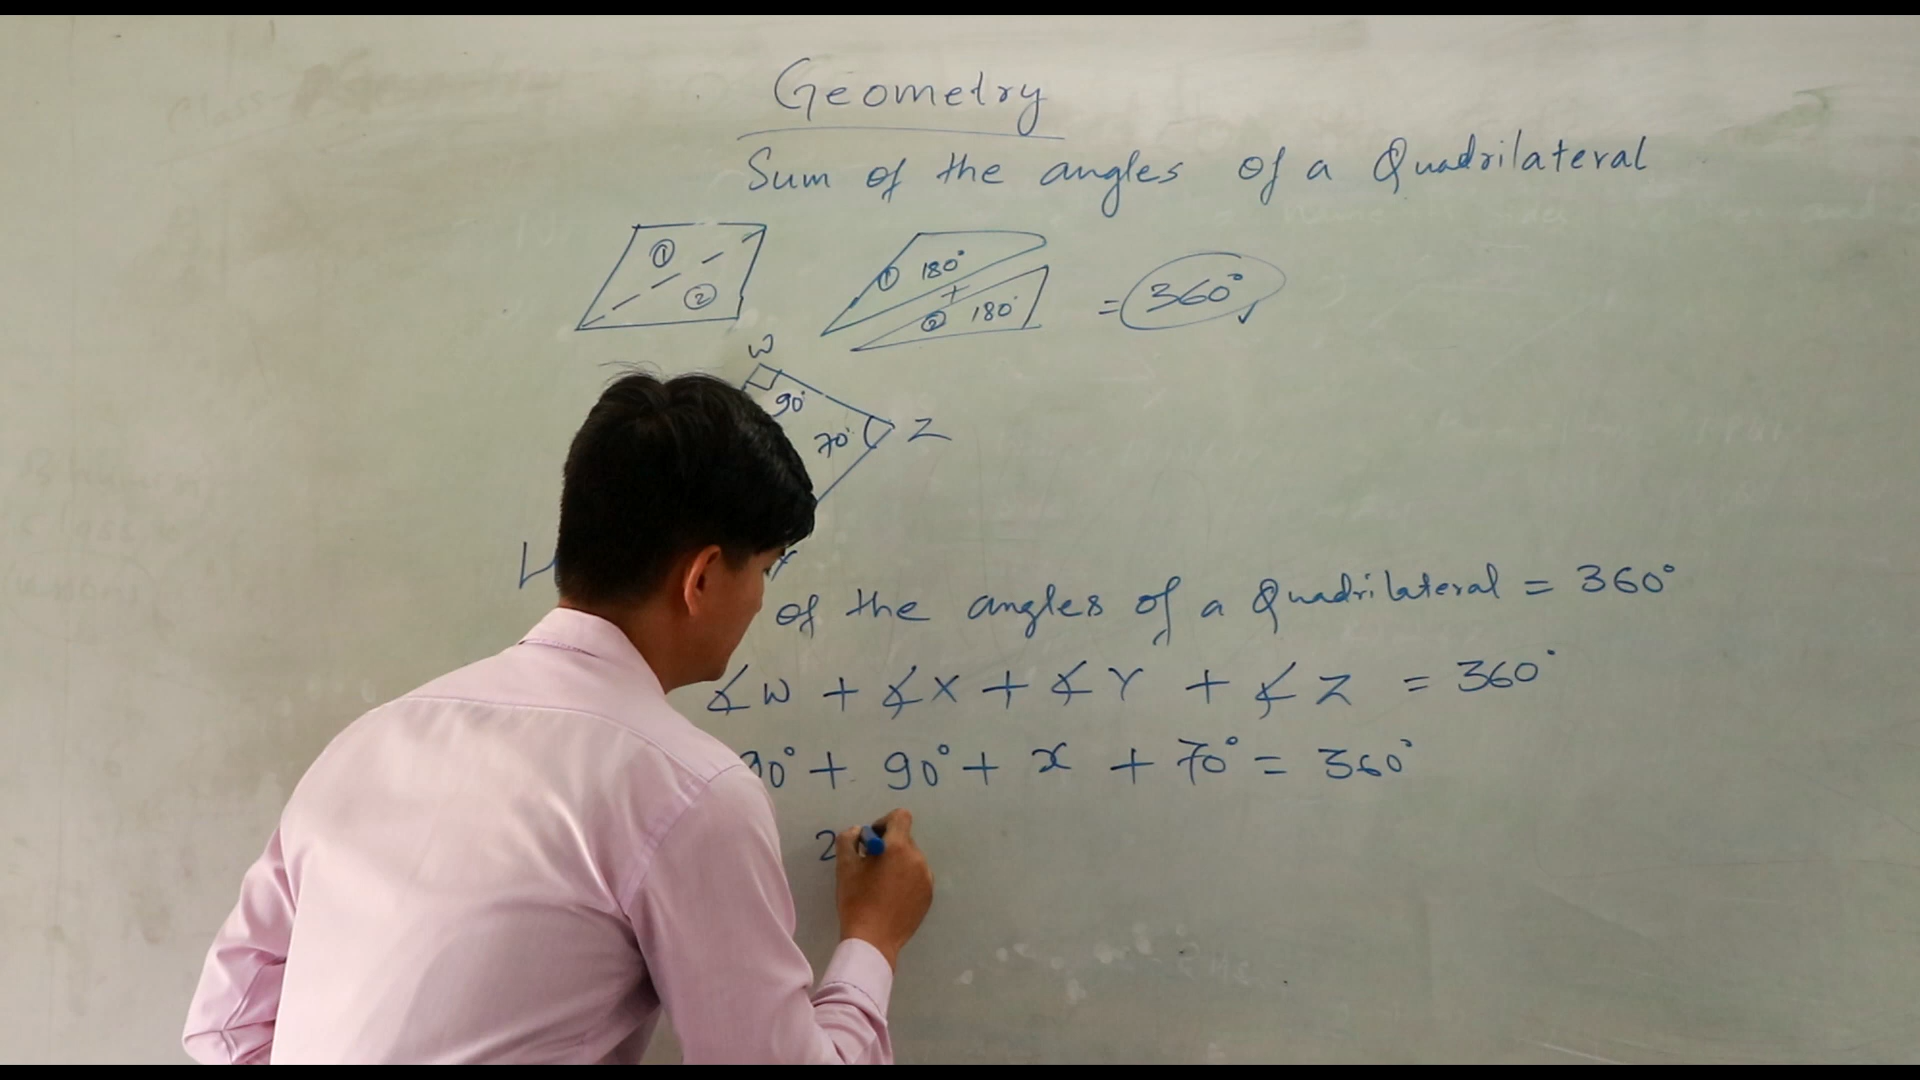 Geometry
Sum of the angles of a Quadrilateral
① ②
① 180° + ② 180° = 360°
W
90°
70° Z
of the angles of a Quadrilateral = 360°
∡W + ∡X + ∡Y + ∡Z = 360°
90° + 90° + x + 70° = 360°
2